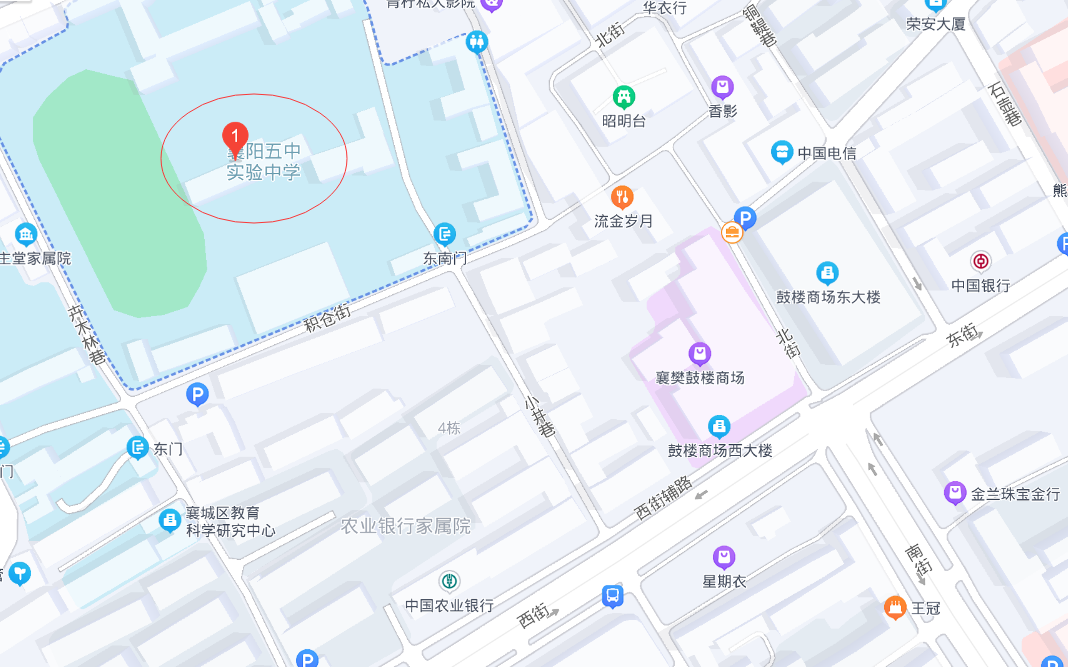 青柠私人影院
华衣行
铜鞮巷
荣安大厦
北街
石壶巷
昭明台
香影
中国电信
1
襄阳五中
实验中学
流金岁月
P
主堂家属院
东南门
中国银行
鼓楼商场东大楼
积仓街
卉木林巷
北街
东街
襄樊鼓楼商场
P
4栋
小井巷
鼓楼商场西大楼
东门
门
西街辅路
金兰珠宝金行
襄城区教育
科学研究中心
农业银行家属院
南街
星期衣
中国农业银行
西街
王冠
P